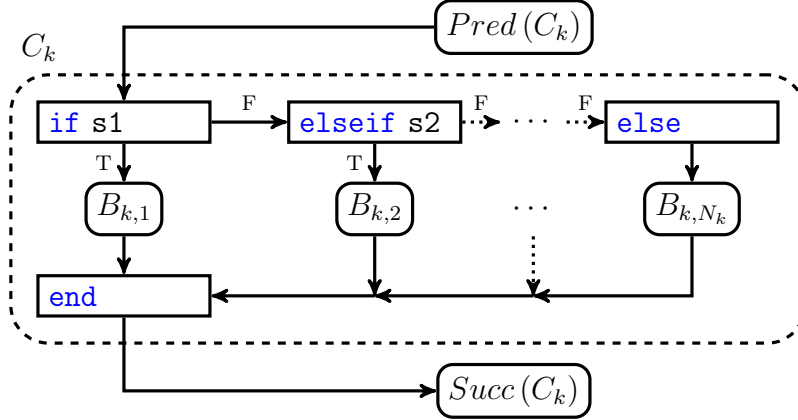 Pred (C_k)
C_k
if s1 F elseif s2 F ... F else
T T
B_{k,1} B_{k,2} ... B_{k,N_k}
end
Succ (C_k)